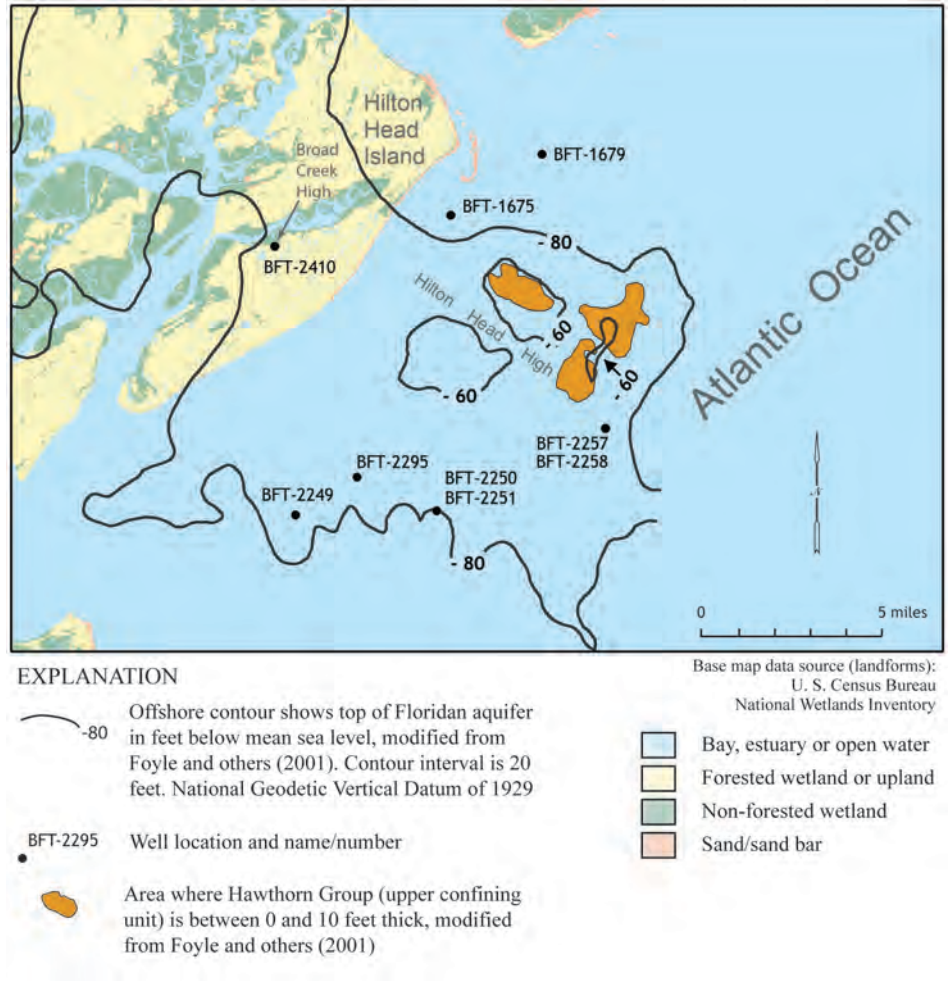 Hilton
Head
Island
Broad
Creek
High
BFT-1679
BFT-1675
- 80
BFT-2410
Hilton
Head
High
- 60
- 60
- 60
Atlantic Ocean
BFT-2257
BFT-2258
BFT-2295
BFT-2250
BFT-2251
BFT-2249
- 80
N
0 5 miles
EXPLANATION
-80
Offshore contour shows top of Floridan aquifer
in feet below mean sea level, modified from
Foyle and others (2001). Contour interval is 20
feet. National Geodetic Vertical Datum of 1929
BFT-2295
Well location and name/number
Area where Hawthorn Group (upper confining
unit) is between 0 and 10 feet thick, modified
from Foyle and others (2001)
Base map data source (landforms):
U. S. Census Bureau
National Wetlands Inventory
Bay, estuary or open water
Forested wetland or upland
Non-forested wetland
Sand/sand bar